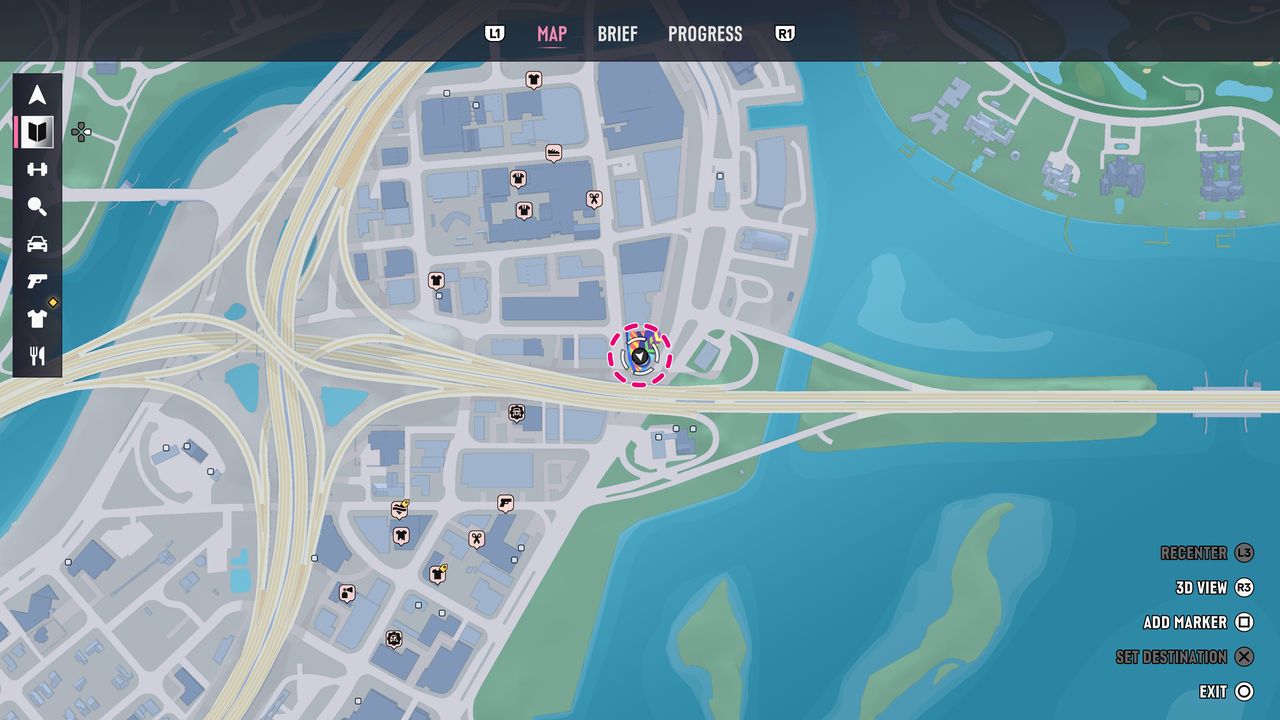 L1 MAP BRIEF PROGRESS R1
RECENTER L3
3D VIEW R3
ADD MARKER
SET DESTINATION
EXIT